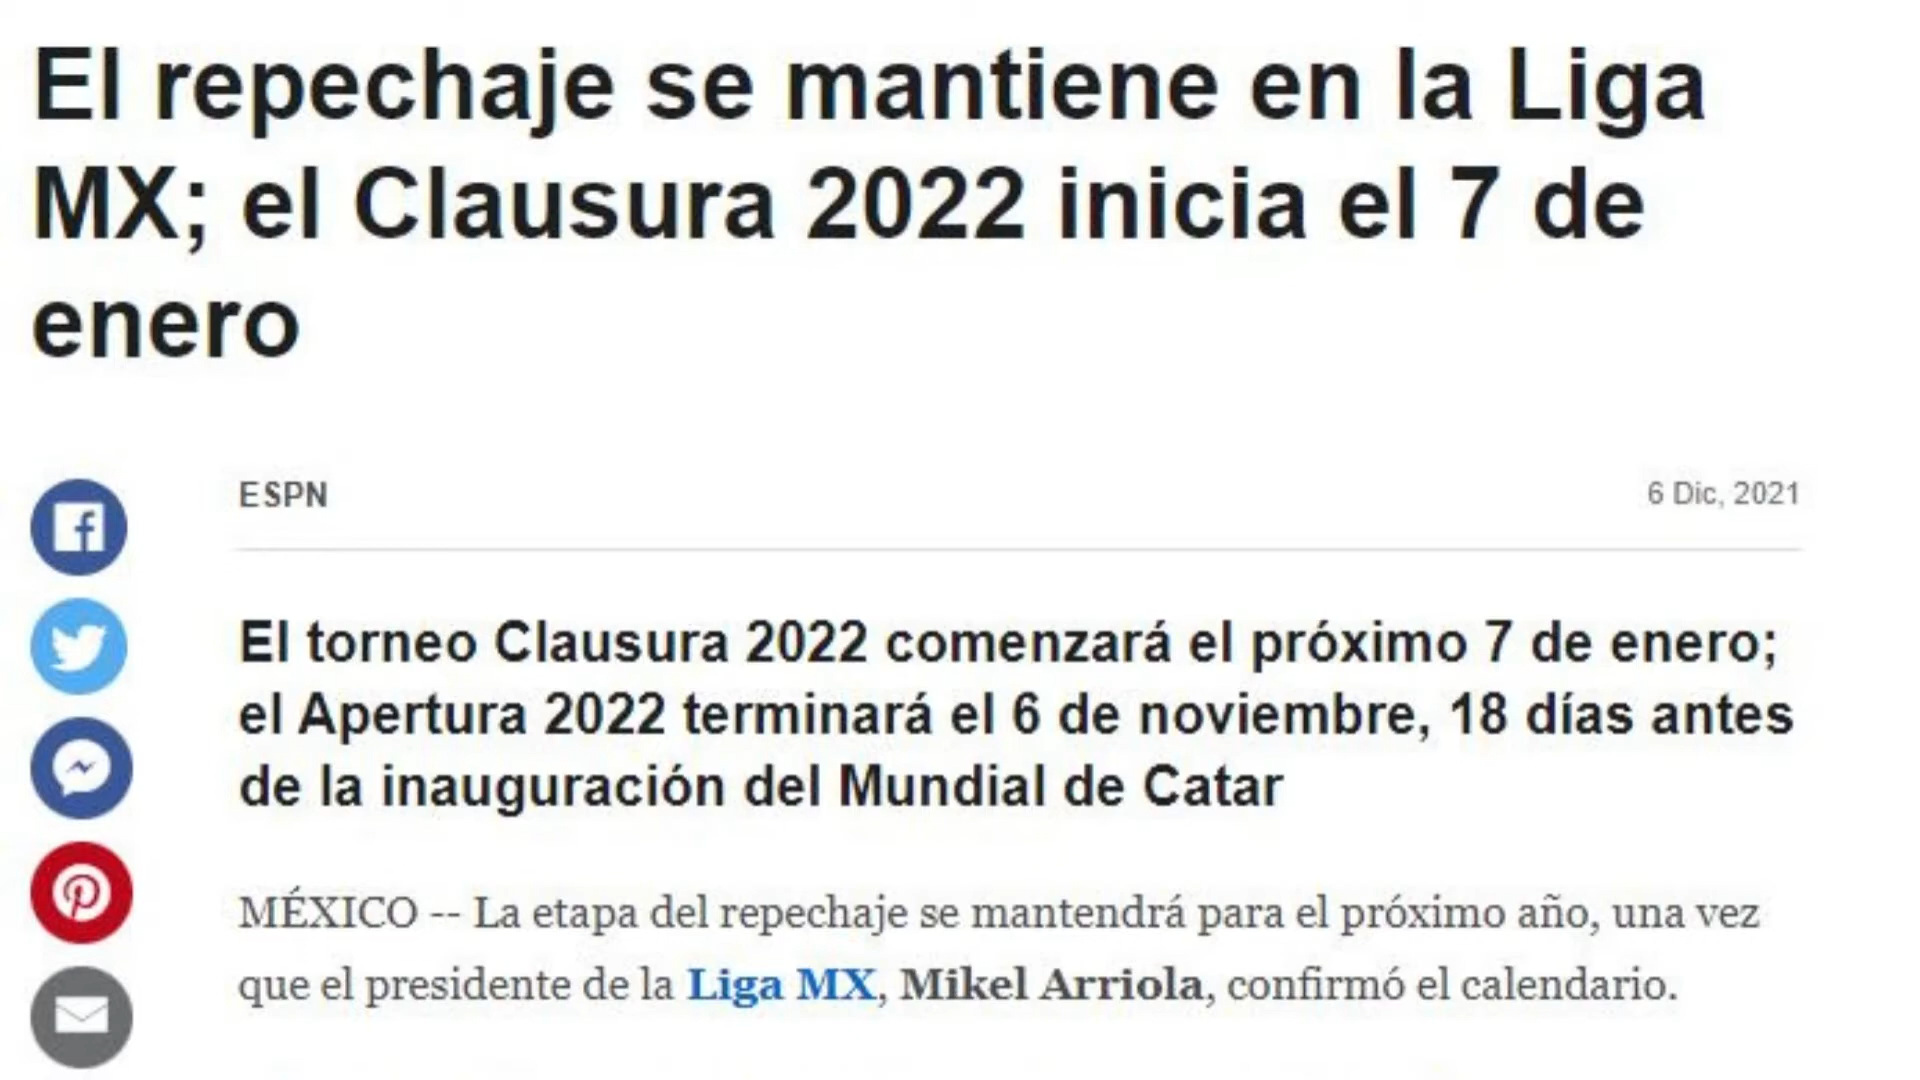 El repechaje se mantiene en la Liga
MX; el Clausura 2022 inicia el 7 de
enero
ESPN
6 Dic, 2021
El torneo Clausura 2022 comenzará el próximo 7 de enero;
el Apertura 2022 terminará el 6 de noviembre, 18 días antes
de la inauguración del Mundial de Catar
MÉXICO -- La etapa del repechaje se mantendrá para el próximo año, una vez
que el presidente de la Liga MX, Mikel Arriola, confirmó el calendario.